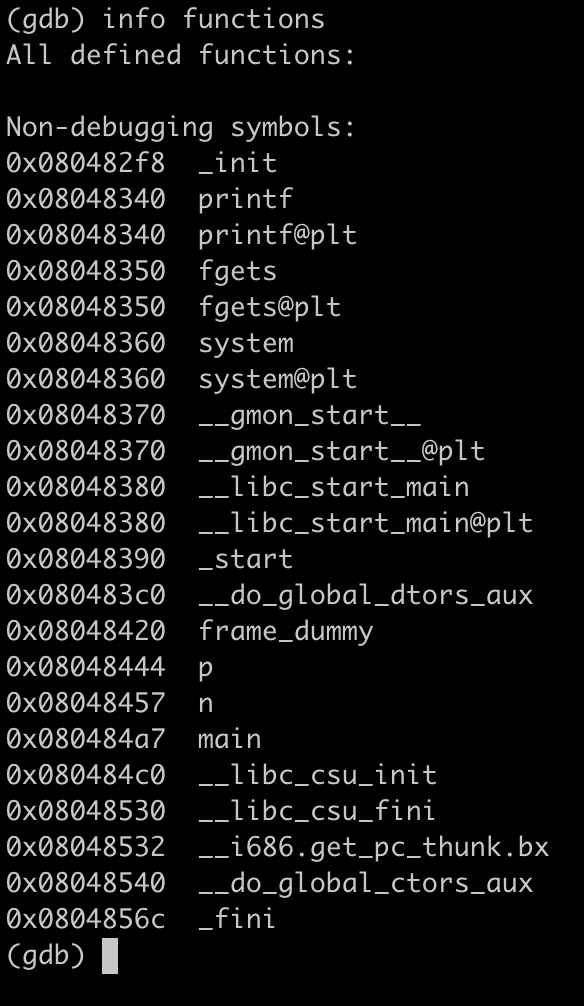 (gdb) info functions
All defined functions:

Non-debugging symbols:
0x080482f8  _init
0x08048340  printf
0x08048340  printf@plt
0x08048350  fgets
0x08048350  fgets@plt
0x08048360  system
0x08048360  system@plt
0x08048370  __gmon_start__
0x08048370  __gmon_start__@plt
0x08048380  __libc_start_main
0x08048380  __libc_start_main@plt
0x08048390  _start
0x080483c0  __do_global_dtors_aux
0x08048420  frame_dummy
0x08048444  p
0x08048457  n
0x080484a7  main
0x080484c0  __libc_csu_init
0x08048530  __libc_csu_fini
0x08048532  __i686.get_pc_thunk.bx
0x08048540  __do_global_ctors_aux
0x0804856c  _fini
(gdb)